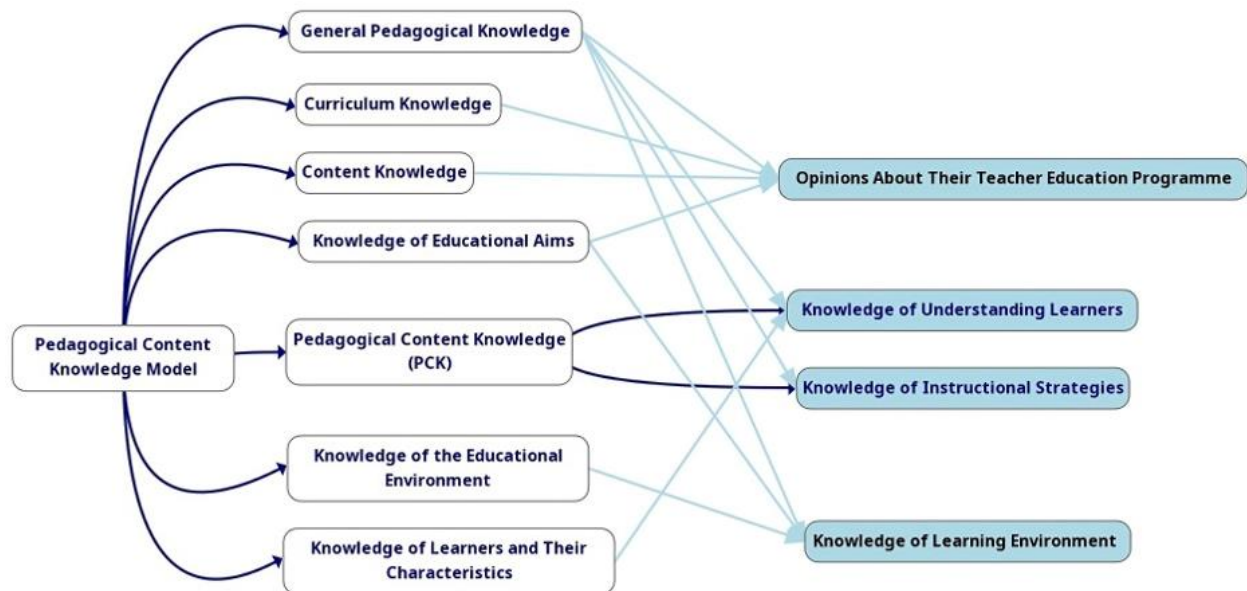 General Pedagogical Knowledge
Curriculum Knowledge
Content Knowledge
Opinions About Their Teacher Education Programme
Knowledge of Educational Aims
Knowledge of Understanding Learners
Pedagogical Content
Knowledge Model
Pedagogical Content Knowledge
(PCK)
Knowledge of Instructional Strategies
Knowledge of the Educational
Environment
Knowledge of Learning Environment
Knowledge of Learners and Their
Characteristics